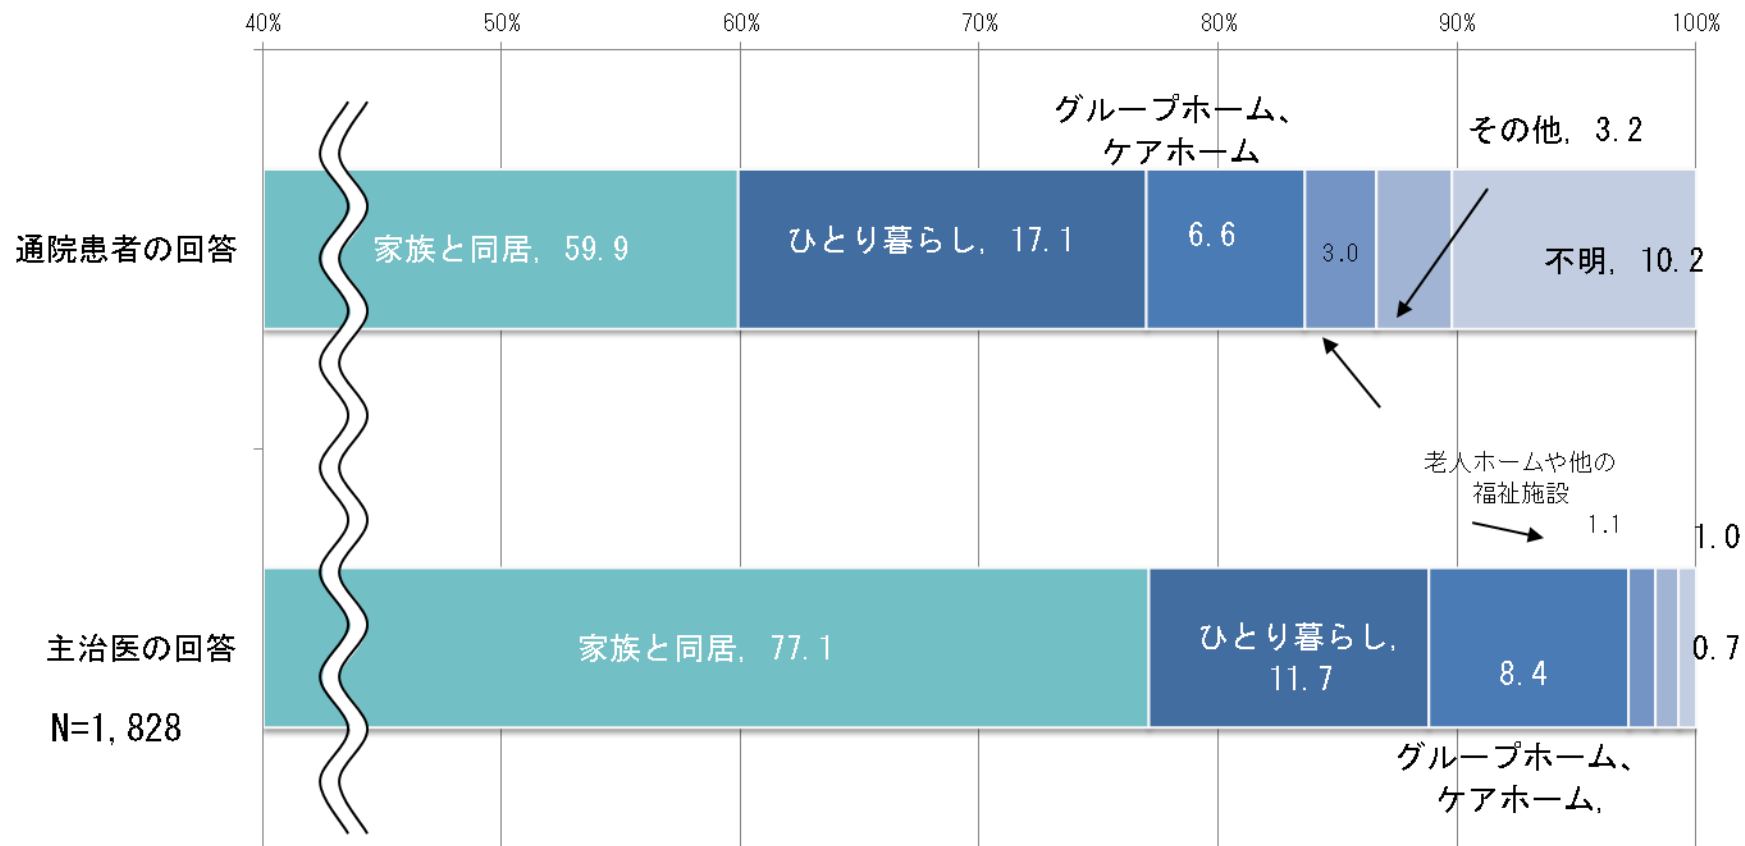 40%
50%
60%
70%
80%
90%
100%
グループホーム、
ケアホーム
その他, 3.2
通院患者の回答
家族と同居, 59.9
ひとり暮らし, 17.1
6.6
3.0
不明, 10.2
老人ホームや他の
福祉施設
1.1
1.0
主治医の回答
家族と同居, 77.1
ひとり暮らし,
11.7
8.4
0.7
N=1,828
グループホーム、
ケアホーム,